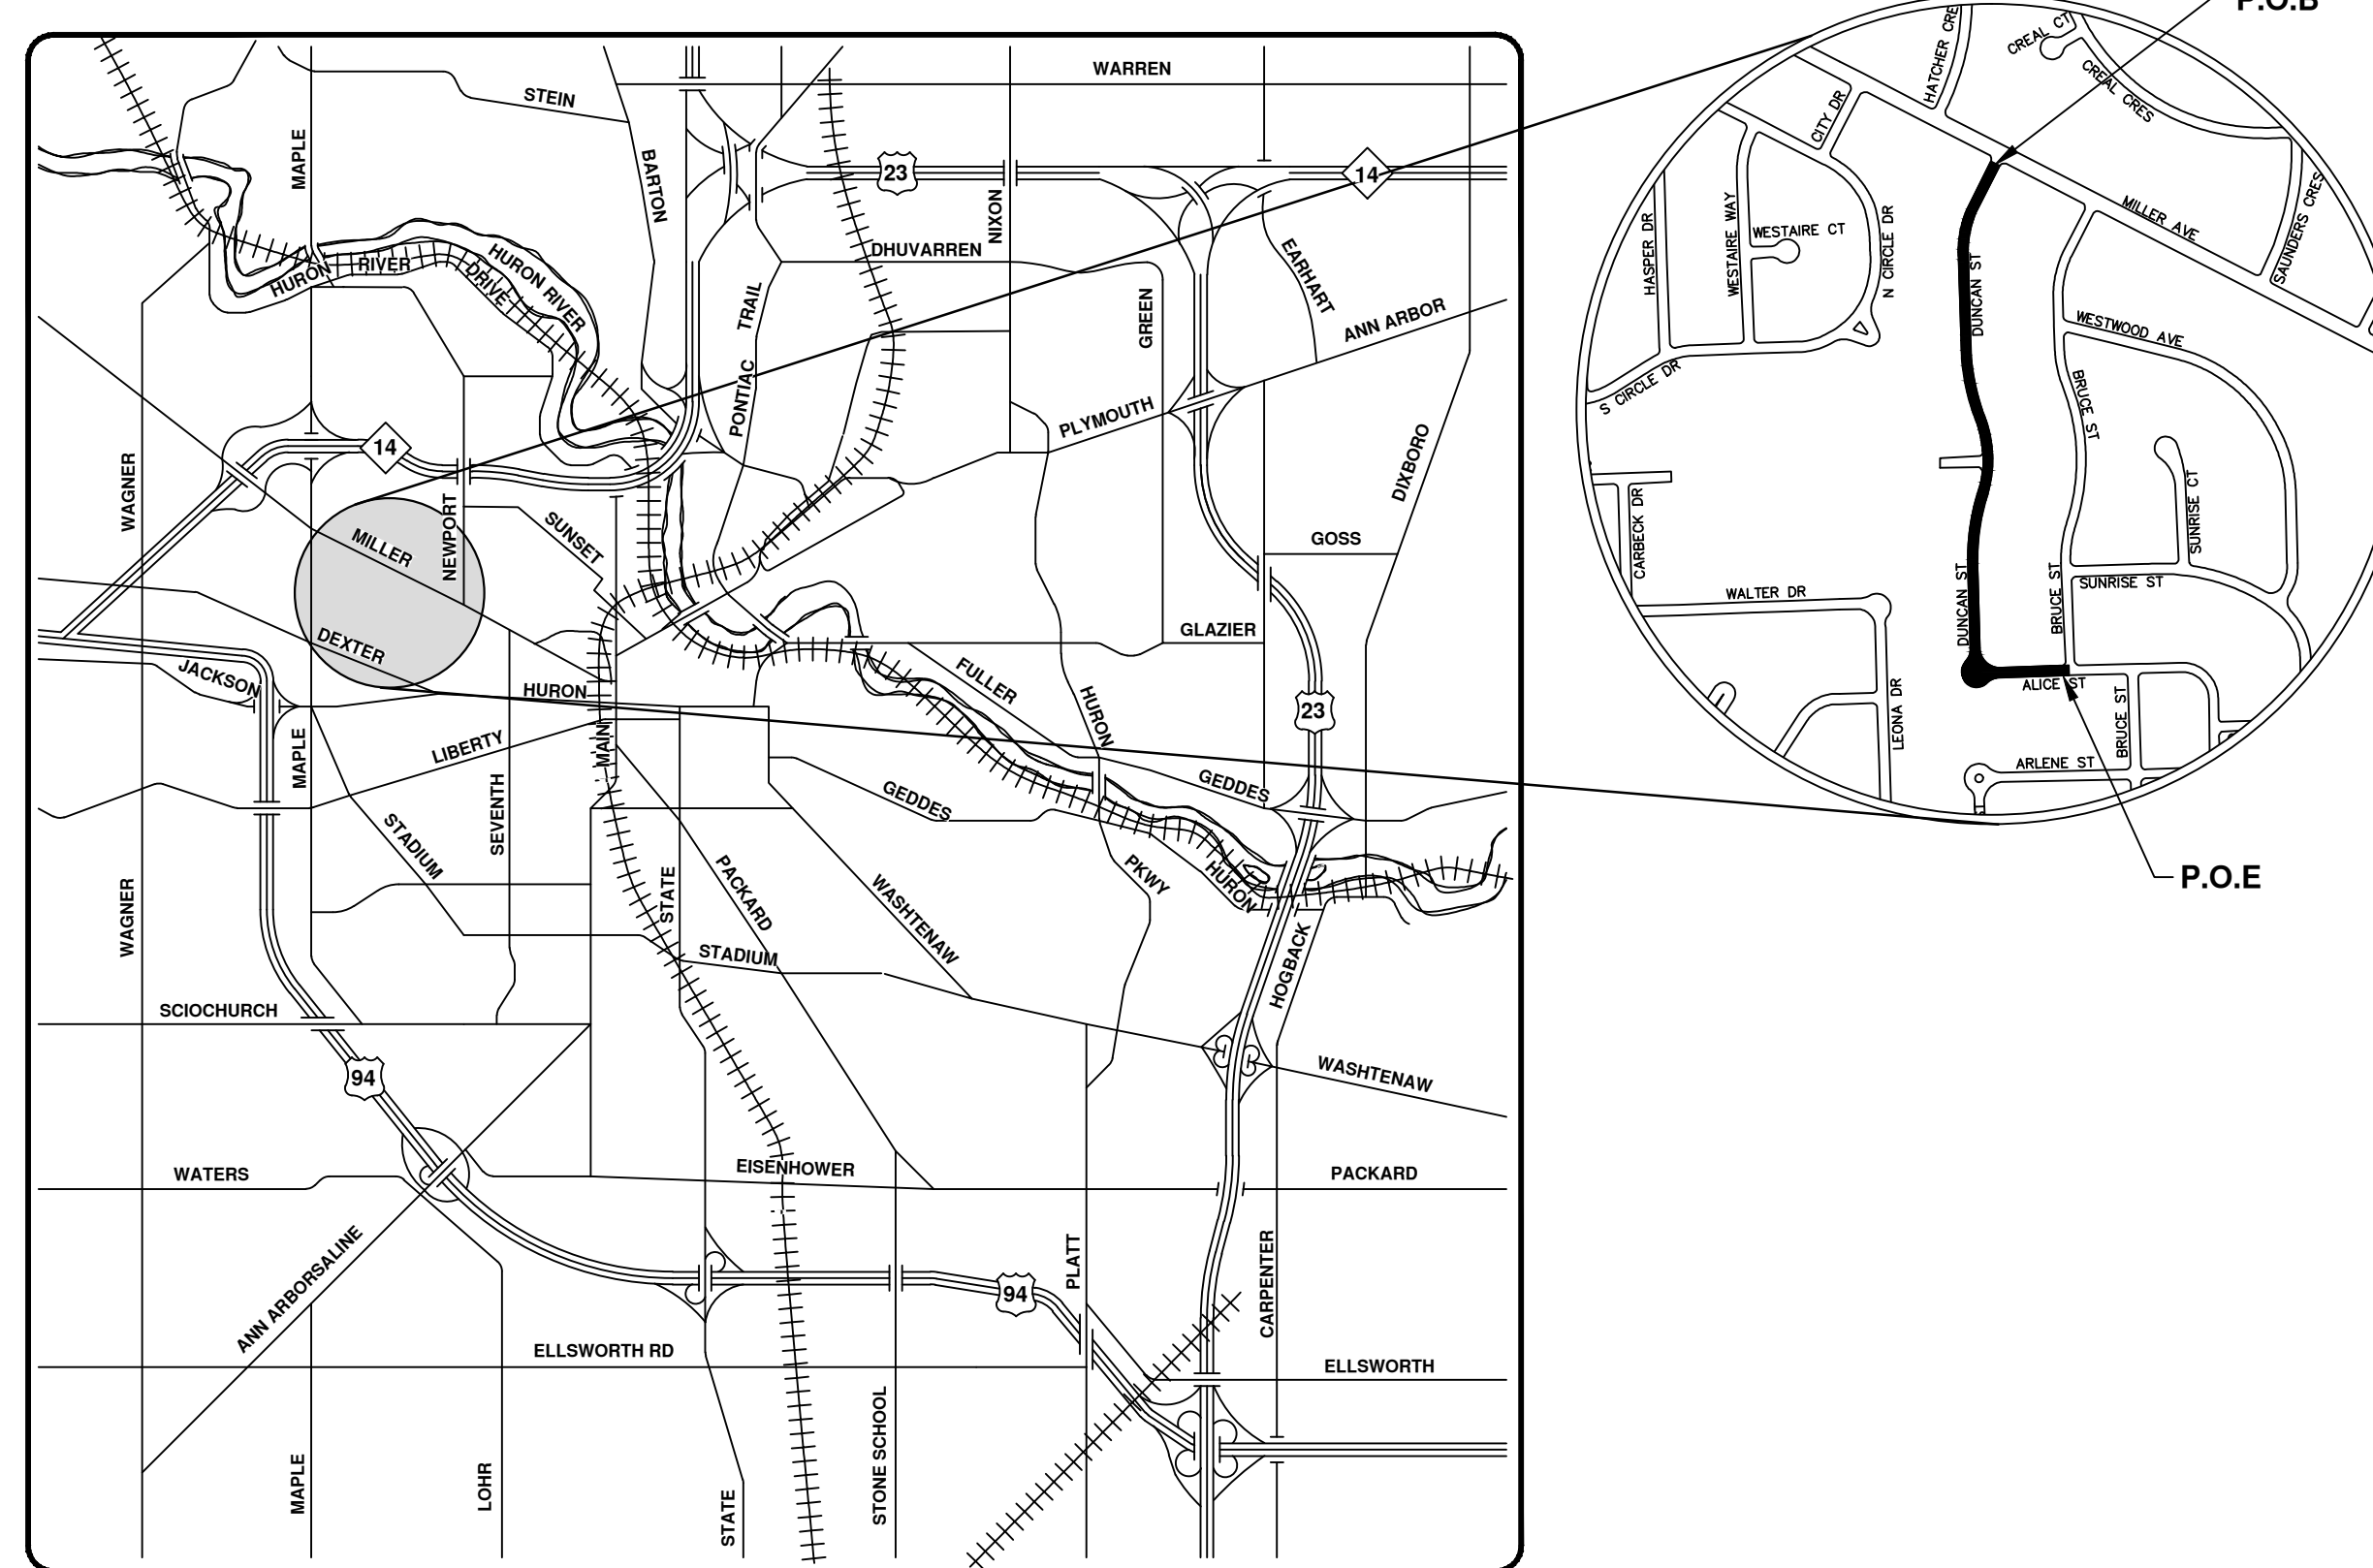 WARREN
STEIN
MAPLE
BARTON
23
14
NIXON
DHUVARREN
HURON
RIVER
DRIVE
HURON RIVER
TRAIL
PONTIAC
GREEN
EARHART
ANN ARBOR
PLYMOUTH
DIXBORO
14
WAGNER
NEWPORT
SUNSET
MILLER
GOSS
GLAZIER
DEXTER
JACKSON
HURON
FULLER
HURON
23
MAIN
LIBERTY
MAPLE
SEVENTH
GEDDES
GEDDES
STADIUM
STATE
PACKARD
WASHTENAW
PKWY
HURON
WAGNER
STADIUM
HOGBACK
SCIOCHURCH
94
WASHTENAW
WATERS
EISENHOWER
PACKARD
ANN ARBORSALINE
PLATT
CARPENTER
94
ELLSWORTH RD
ELLSWORTH
MAPLE
LOHR
STATE
STONE SCHOOL
P.O.B
HATCHER CRE
CREAL CT
CREAL CRES
CITY DR
HASPER DR
WESTAIRE WAY
WESTAIRE CT
N CIRCLE DR
DUNCAN ST
MILLER AVE
SAUNDERS CRES
S CIRCLE DR
WESTWOOD AVE
BRUCE ST
CARBECK DR
SUNRISE CT
WALTER DR
DUNCAN ST
BRUCE ST
SUNRISE ST
ALICE ST
LEONA DR
BRUCE ST
ARLENE ST
P.O.E